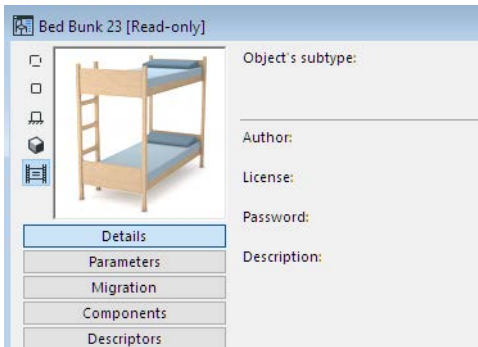 Bed Bunk 23 [Read-only]
Object's subtype:
Author:
License:
Password:
Description:
Details
Parameters
Migration
Components
Descriptors